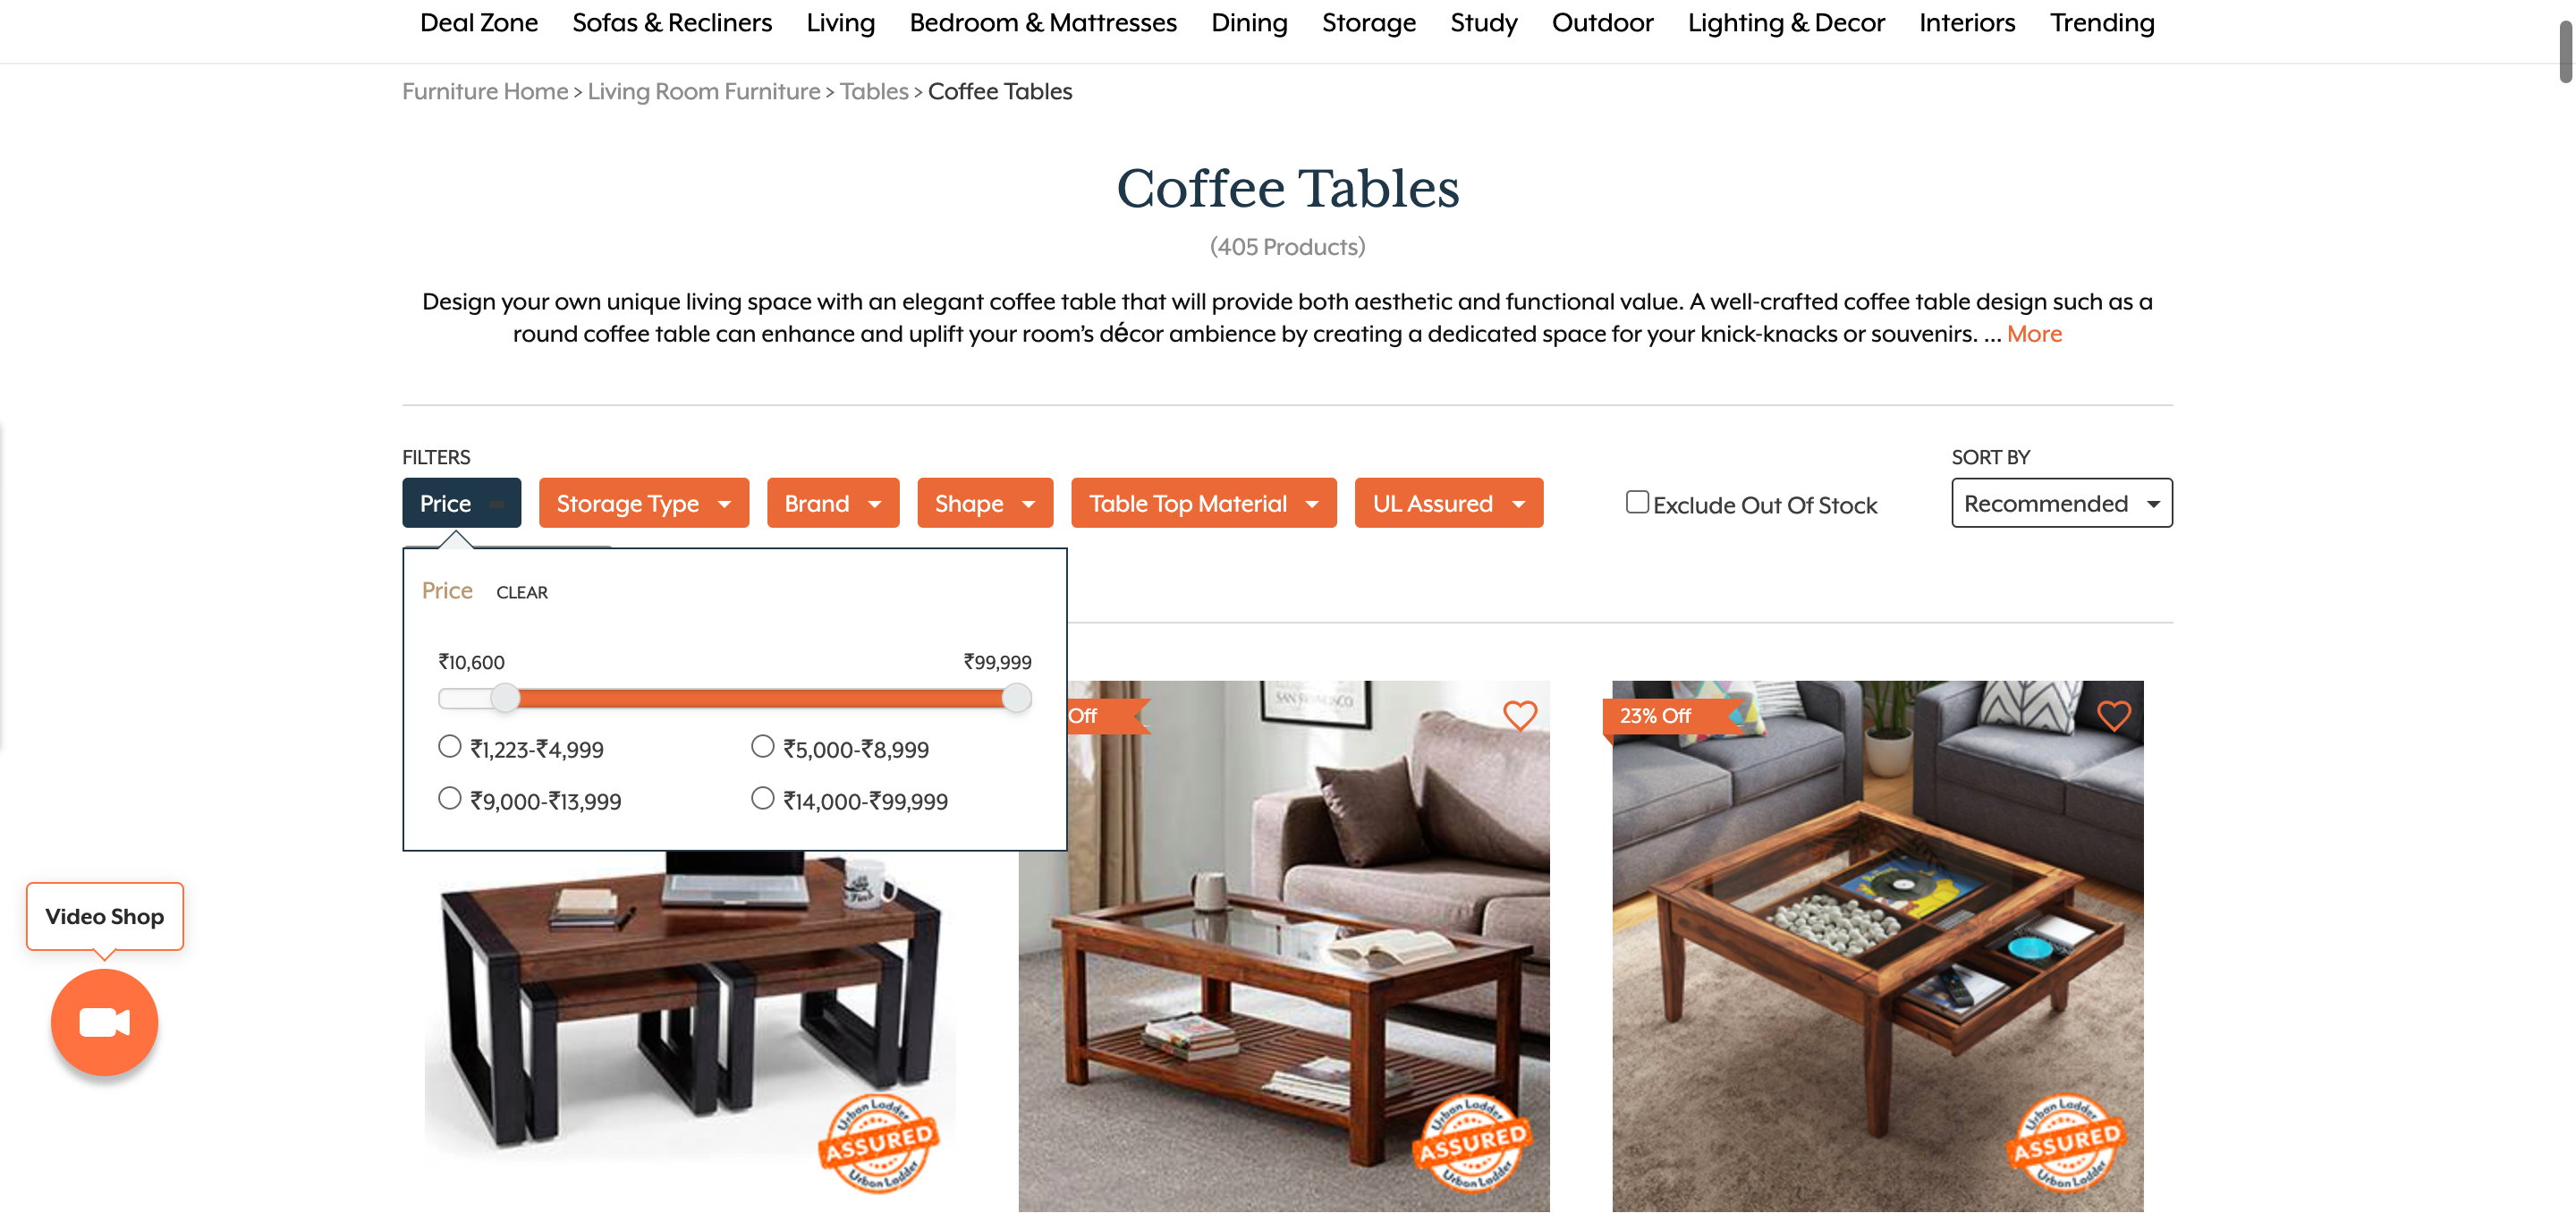 Deal Zone Sofas & Recliners Living Bedroom & Mattresses Dining Storage Study Outdoor Lighting & Decor Interiors Trending
Furniture Home > Living Room Furniture > Tables > Coffee Tables
Coffee Tables
(405 Products)
Design your own unique living space with an elegant coffee table that will provide both aesthetic and functional value. A well-crafted coffee table design such as a
round coffee table can enhance and uplift your room’s décor ambience by creating a dedicated space for your knick-knacks or souvenirs. ... More
FILTERS
SORT BY
Price Storage Type Brand Shape Table Top Material UL Assured Exclude Out Of Stock Recommended
Price CLEAR
₹10,600 ₹99,999
₹1,223-₹4,999 ₹5,000-₹8,999
₹9,000-₹13,999 ₹14,000-₹99,999
Off
23% Off
SAN FRANCISCO
Video Shop
Urban Ladder
ASSURED
Urban Ladder
Urban Ladder
ASSURED
Urban Ladder
Urban Ladder
ASSURED
Urban Ladder